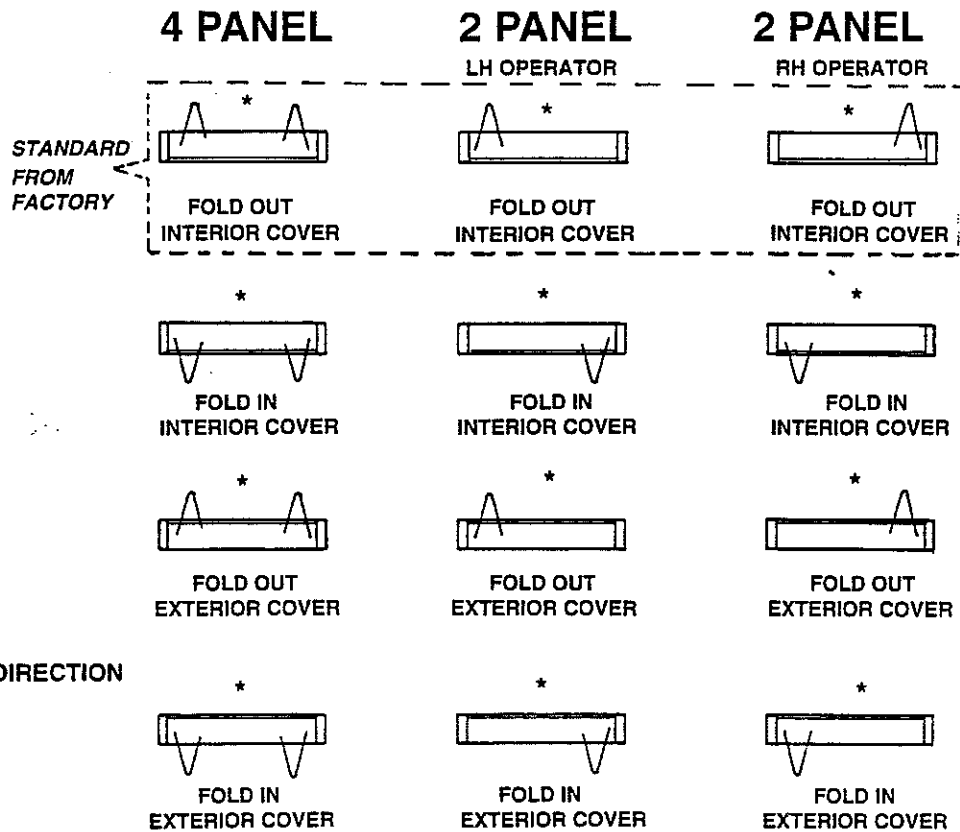 4 PANEL 2 PANEL 2 PANEL
LH OPERATOR RH OPERATOR
* * *
STANDARD
FROM
FACTORY
FOLD OUT FOLD OUT FOLD OUT
INTERIOR COVER INTERIOR COVER INTERIOR COVER
* * *
FOLD IN FOLD IN FOLD IN
INTERIOR COVER INTERIOR COVER INTERIOR COVER
* * *
FOLD OUT FOLD OUT FOLD OUT
EXTERIOR COVER EXTERIOR COVER EXTERIOR COVER
DIRECTION
* * *
FOLD IN FOLD IN FOLD IN
EXTERIOR COVER EXTERIOR COVER EXTERIOR COVER